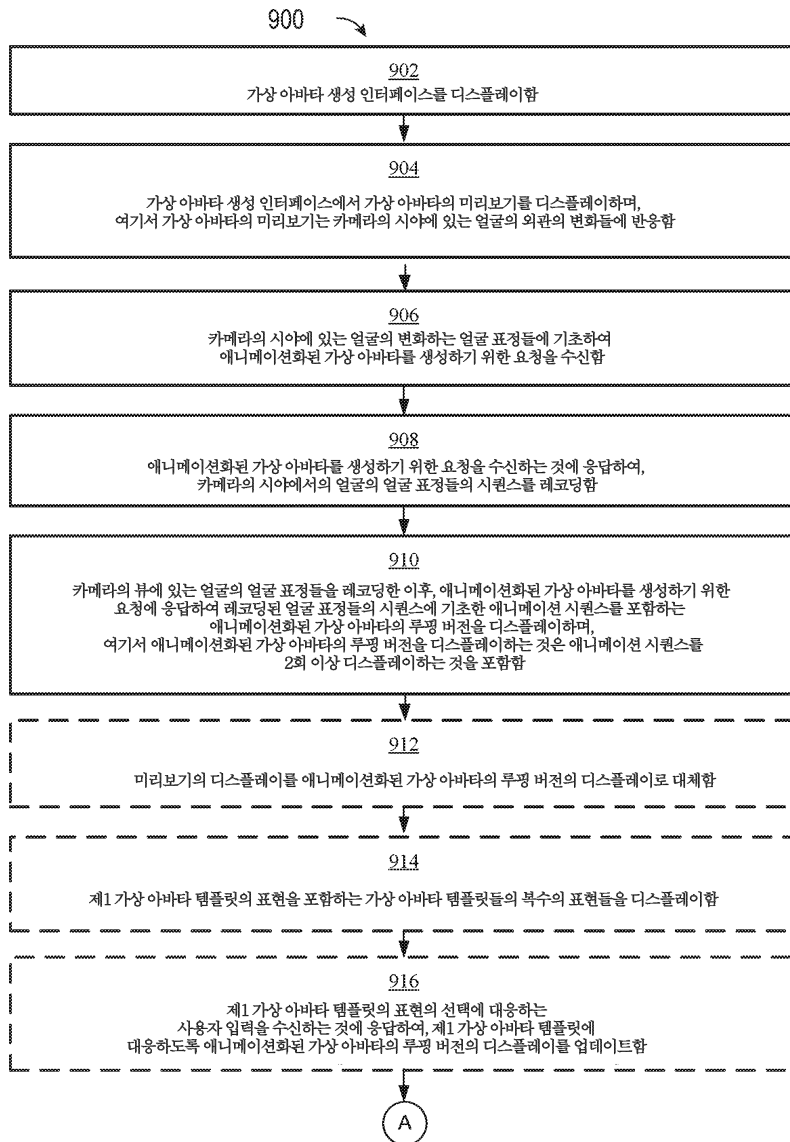 900
902
가상 아바타 생성 인터페이스를 디스플레이함
904
가상 아바타 생성 인터페이스에서 가상 아바타의 미리보기를 디스플레이하며,
여기서 가상 아바타의 미리보기는 카메라의 시야에 있는 얼굴의 외관의 변화들에 반응함
906
카메라의 시야에 있는 얼굴의 변화하는 얼굴 표정들에 기초하여
애니메이션화된 가상 아바타를 생성하기 위한 요청을 수신함
908
애니메이션화된 가상 아바타를 생성하기 위한 요청을 수신하는 것에 응답하여,
카메라의 시야에서의 얼굴의 얼굴 표정들의 시퀀스를 레코딩함
910
카메라의 뷰에 있는 얼굴의 얼굴 표정들을 레코딩한 이후, 애니메이션화된 가상 아바타를 생성하기 위한
요청에 응답하여 레코딩된 얼굴 표정들의 시퀀스에 기초한 애니메이션 시퀀스를 포함하는
애니메이션화된 가상 아바타의 루핑 버전을 디스플레이하며,
여기서 애니메이션화된 가상 아바타의 루핑 버전을 디스플레이하는 것은 애니메이션 시퀀스를
2회 이상 디스플레이하는 것을 포함함
912
미리보기의 디스플레이를 애니메이션화된 가상 아바타의 루핑 버전의 디스플레이로 대체함
914
제1 가상 아바타 템플릿의 표현을 포함하는 가상 아바타 템플릿들의 복수의 표현들을 디스플레이함
916
제1 가상 아바타 템플릿의 표현의 선택에 대응하는
사용자 입력을 수신하는 것에 응답하여, 제1 가상 아바타 템플릿에
대응하도록 애니메이션화된 가상 아바타의 루핑 버전의 디스플레이를 업데이트함
A